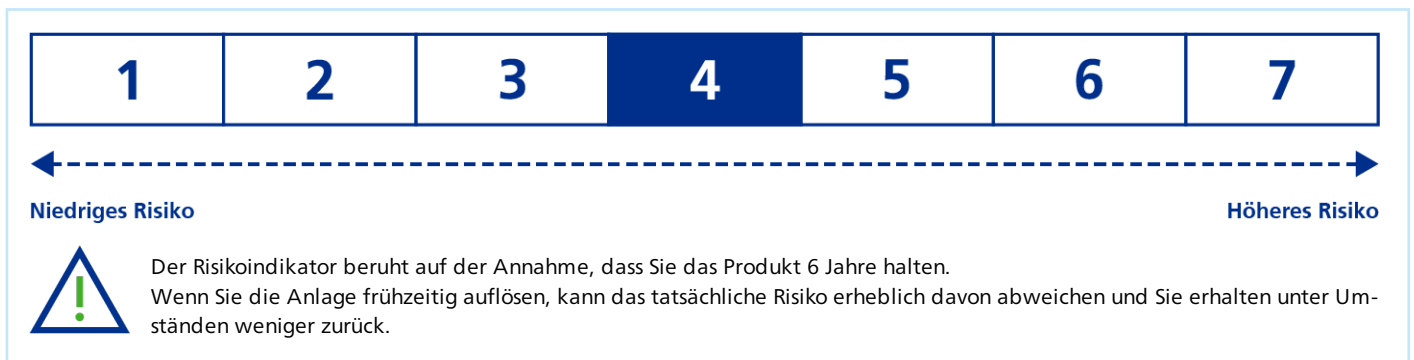 1 2 3 4 5 6 7
Niedriges Risiko Höheres Risiko
Der Risikoindikator beruht auf der Annahme, dass Sie das Produkt 6 Jahre halten.
Wenn Sie die Anlage frühzeitig auflösen, kann das tatsächliche Risiko erheblich davon abweichen und Sie erhalten unter Um-
ständen weniger zurück.